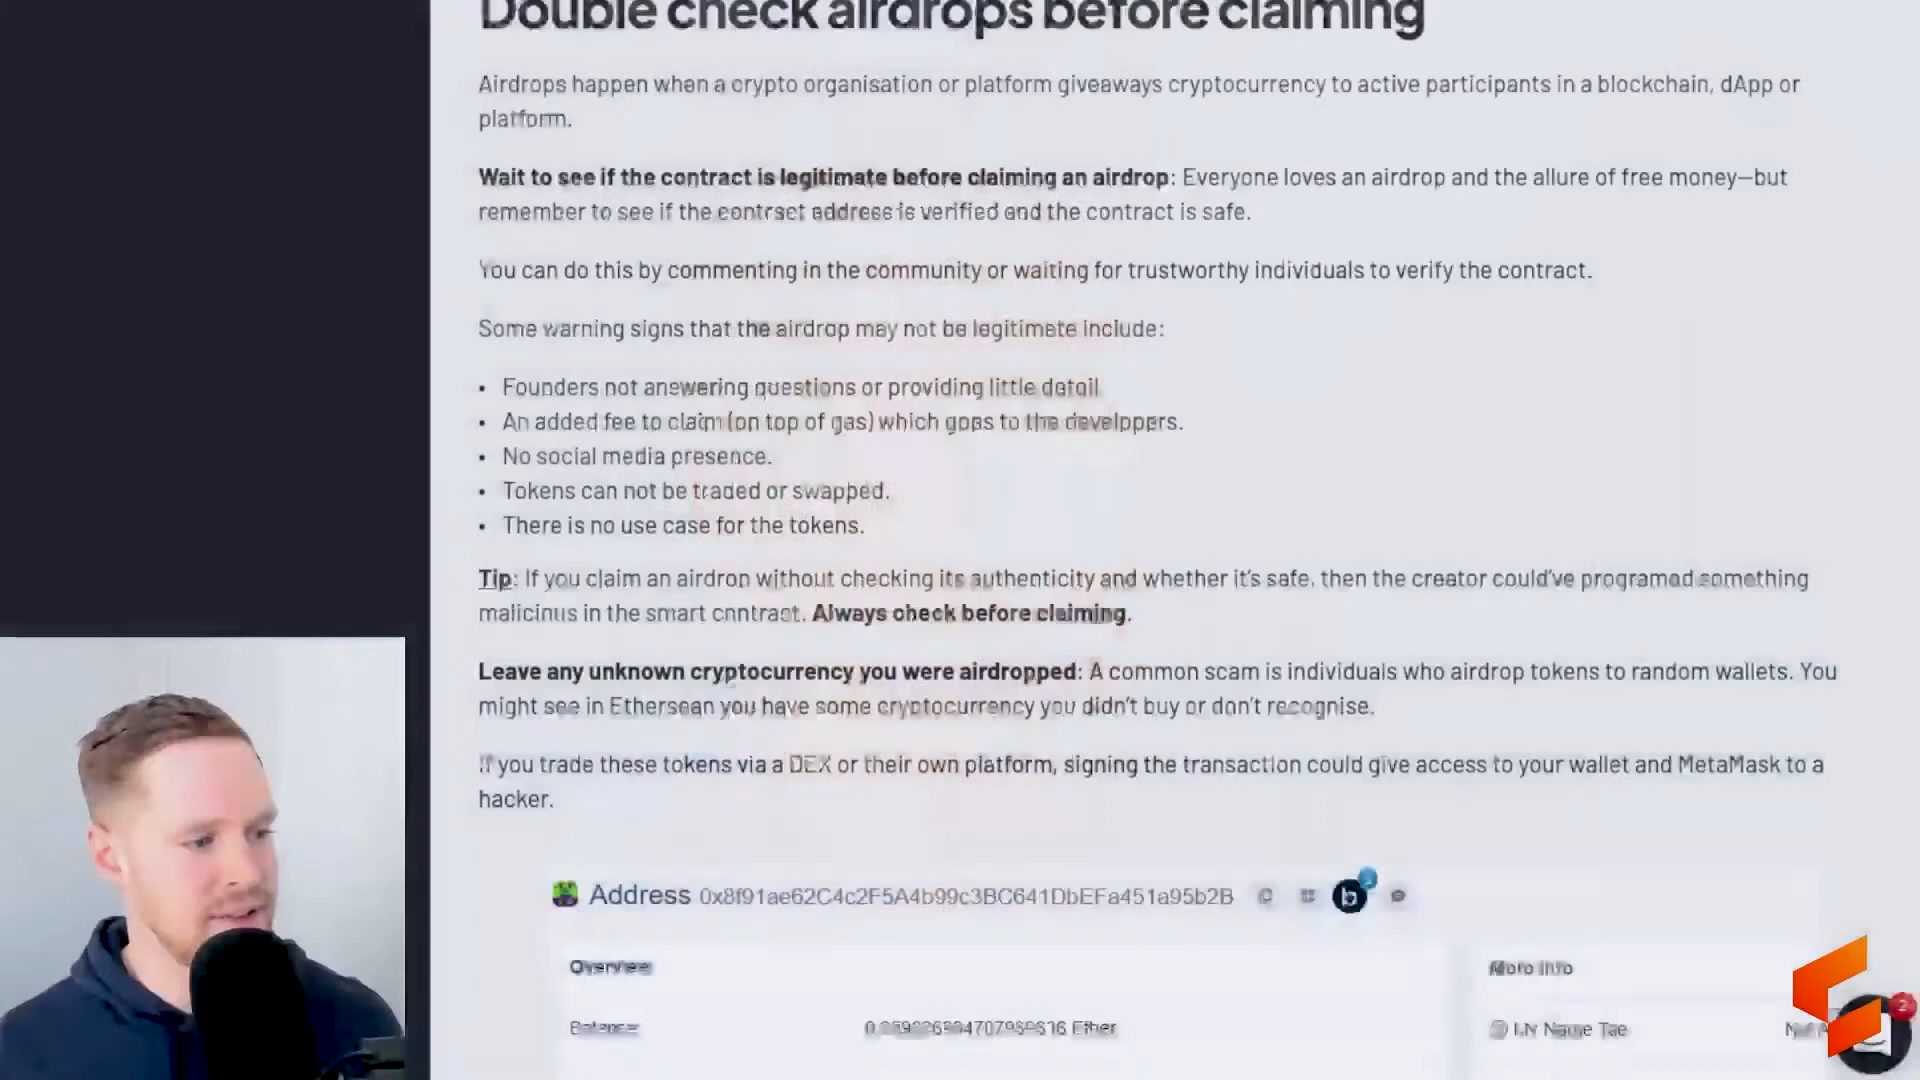 Double check airdrops before claiming
Airdrops happen when a crypto organisation or platform giveaways cryptocurrency to active participants in a blockchain, dApp or
platform.
Wait to see if the contract is legitimate before claiming an airdrop: Everyone loves an airdrop and the allure of free money—but
remember to see if the contract address is verified and the contract is safe.
You can do this by commenting in the community or waiting for trustworthy individuals to verify the contract.
Some warning signs that the airdrop may not be legitimate include:
• Founders not answering questions or providing little detail.
• An added fee to claim (on top of gas) which goes to the developers.
• No social media presence.
• Tokens can not be traded or swapped.
• There is no use case for the tokens.
Tip: If you claim an airdrop without checking its authenticity and whether it's safe, then the creator could've programed something
malicious in the smart contract. Always check before claiming.
Leave any unknown cryptocurrency you were airdropped: A common scam is individuals who airdrop tokens to random wallets. You
might see in Etherscan you have some cryptocurrency you didn't buy or don't recognise.
If you trade these tokens via a DEX or their own platform, signing the transaction could give access to your wallet and MetaMask to a
hacker.
Address 0x8f91ae62C4c2F5A4b99c3BC641DbEFa451a95b2B
Overview
More Info
Balance
Ether
My Name Tag
2